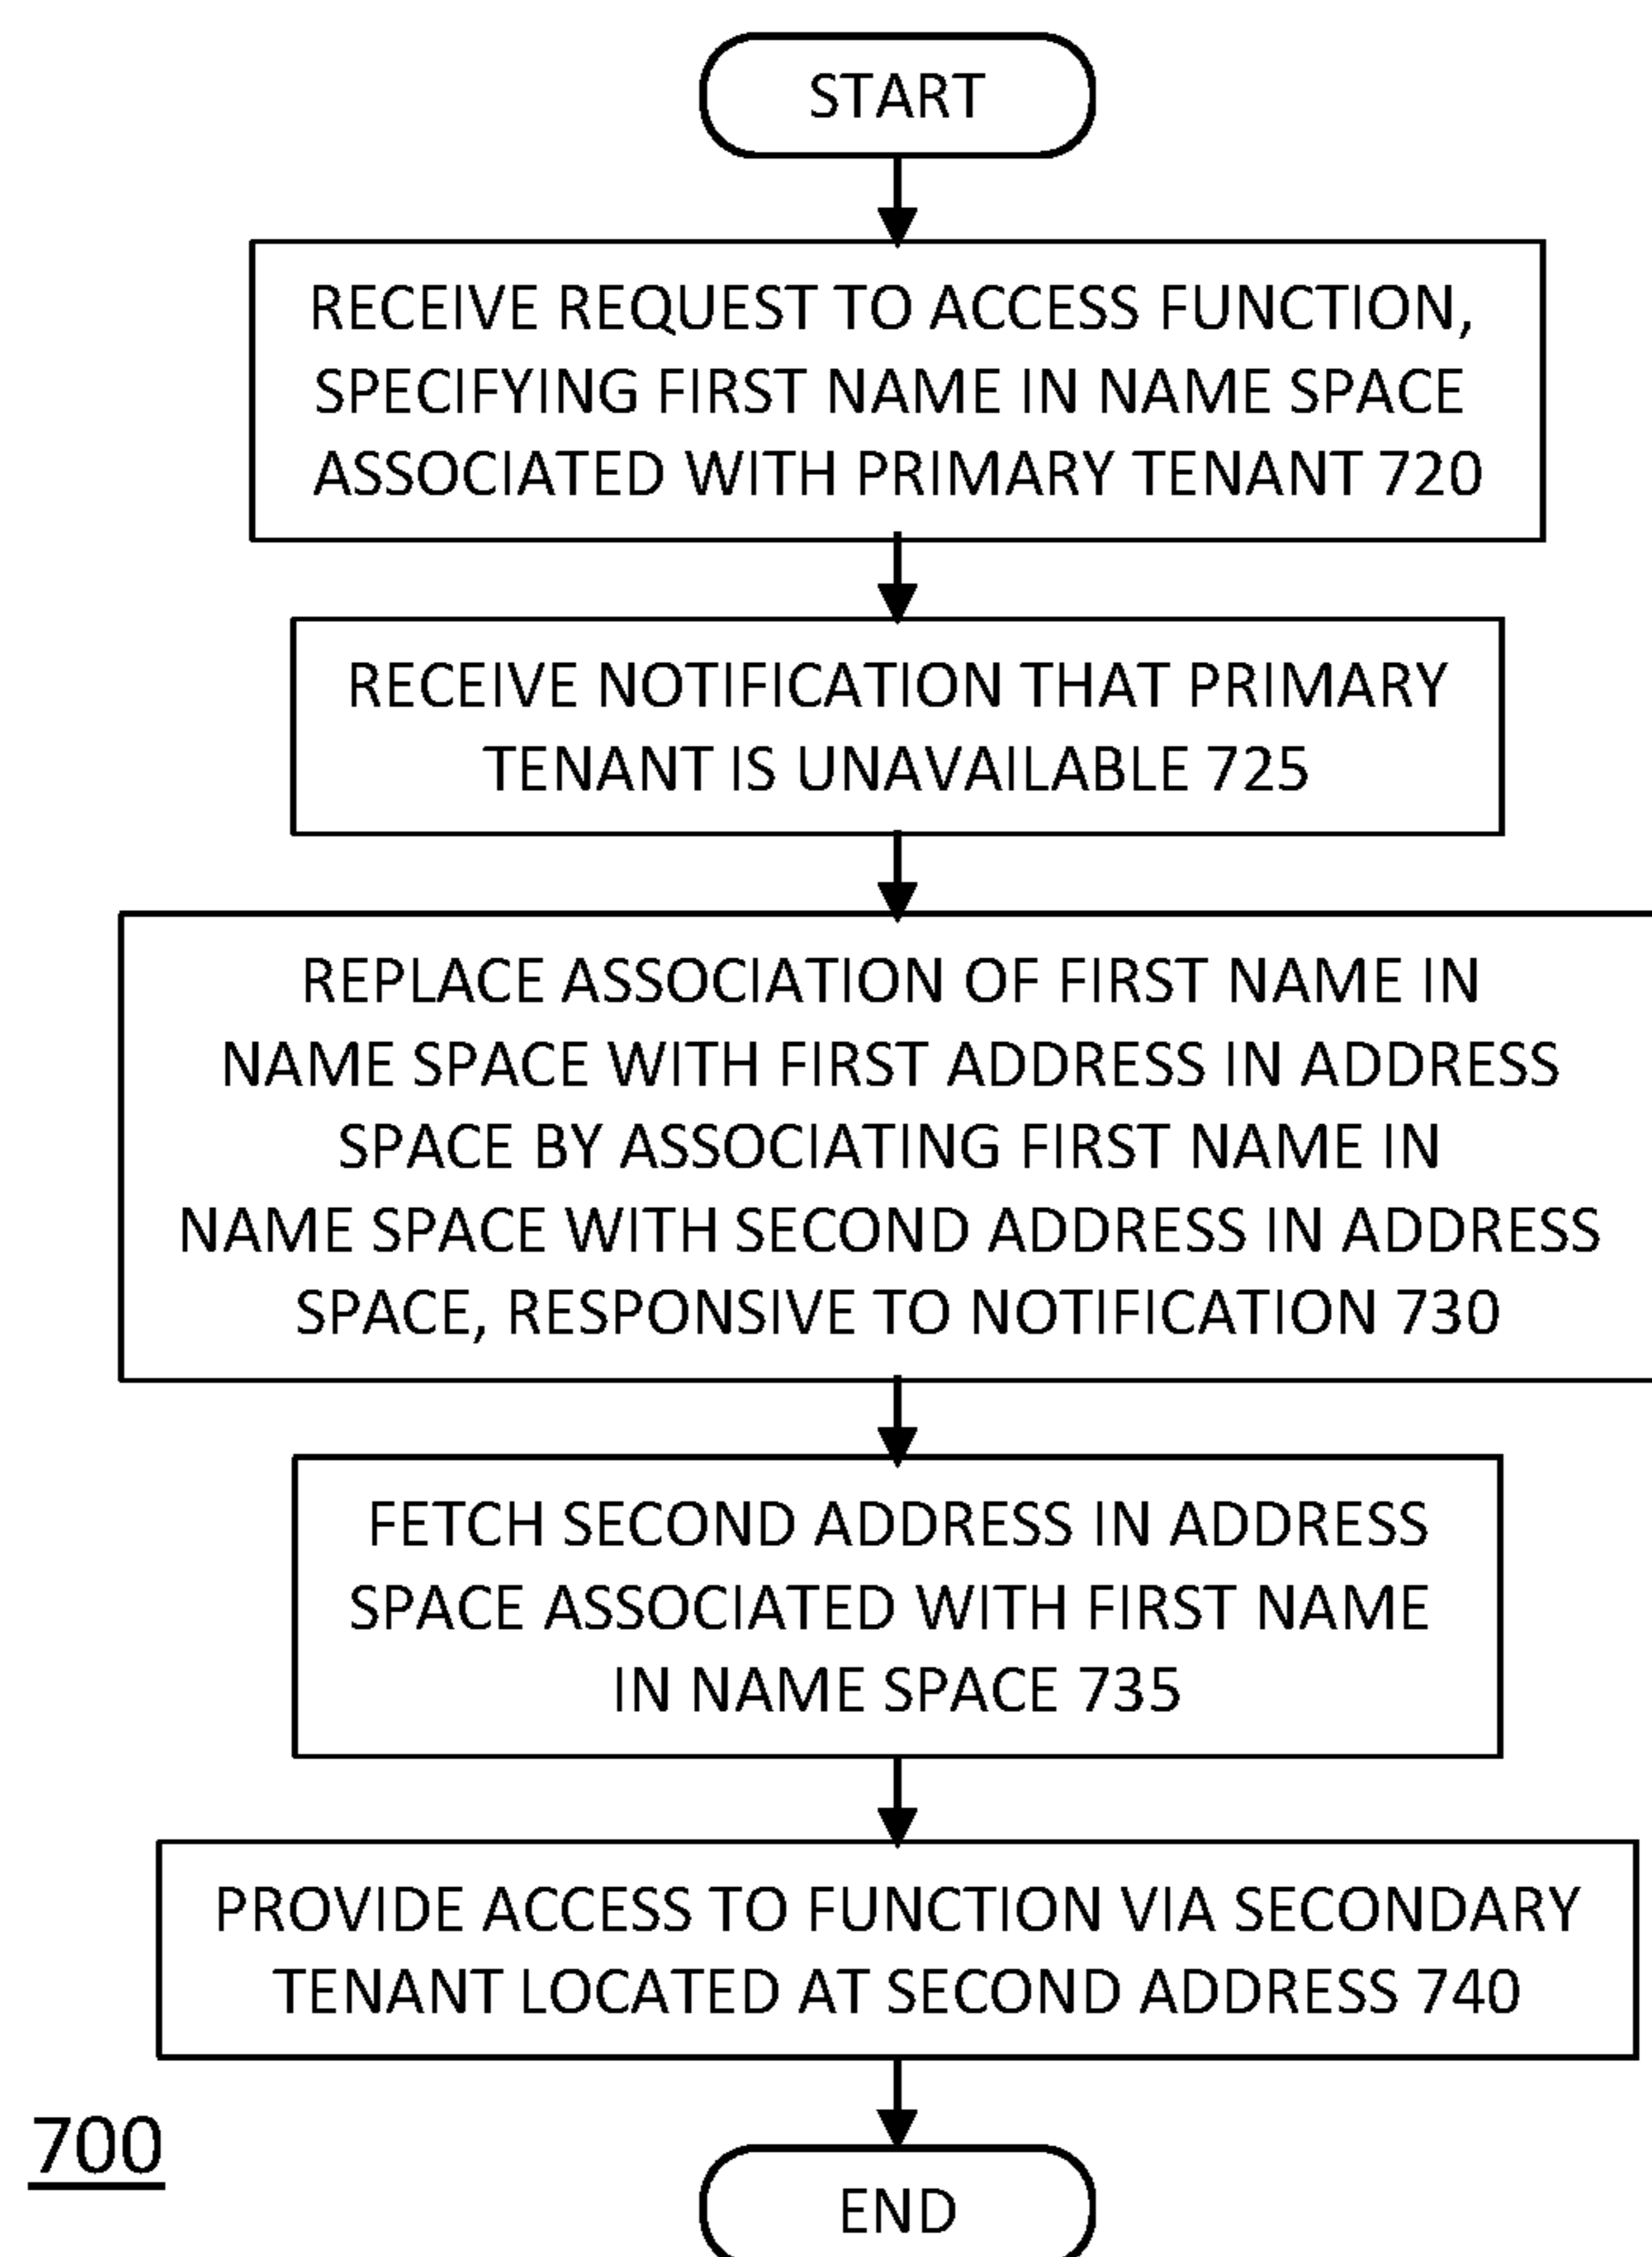 START
RECEIVE REQUEST TO ACCESS FUNCTION,
SPECIFYING FIRST NAME IN NAME SPACE
ASSOCIATED WITH PRIMARY TENANT 720
RECEIVE NOTIFICATION THAT PRIMARY
TENANT IS UNAVAILABLE 725
REPLACE ASSOCIATION OF FIRST NAME IN
NAME SPACE WITH FIRST ADDRESS IN ADDRESS
SPACE BY ASSOCIATING FIRST NAME IN
NAME SPACE WITH SECOND ADDRESS IN ADDRESS
SPACE, RESPONSIVE TO NOTIFICATION 730
FETCH SECOND ADDRESS IN ADDRESS
SPACE ASSOCIATED WITH FIRST NAME
IN NAME SPACE 735
PROVIDE ACCESS TO FUNCTION VIA SECONDARY
TENANT LOCATED AT SECOND ADDRESS 740
700
END